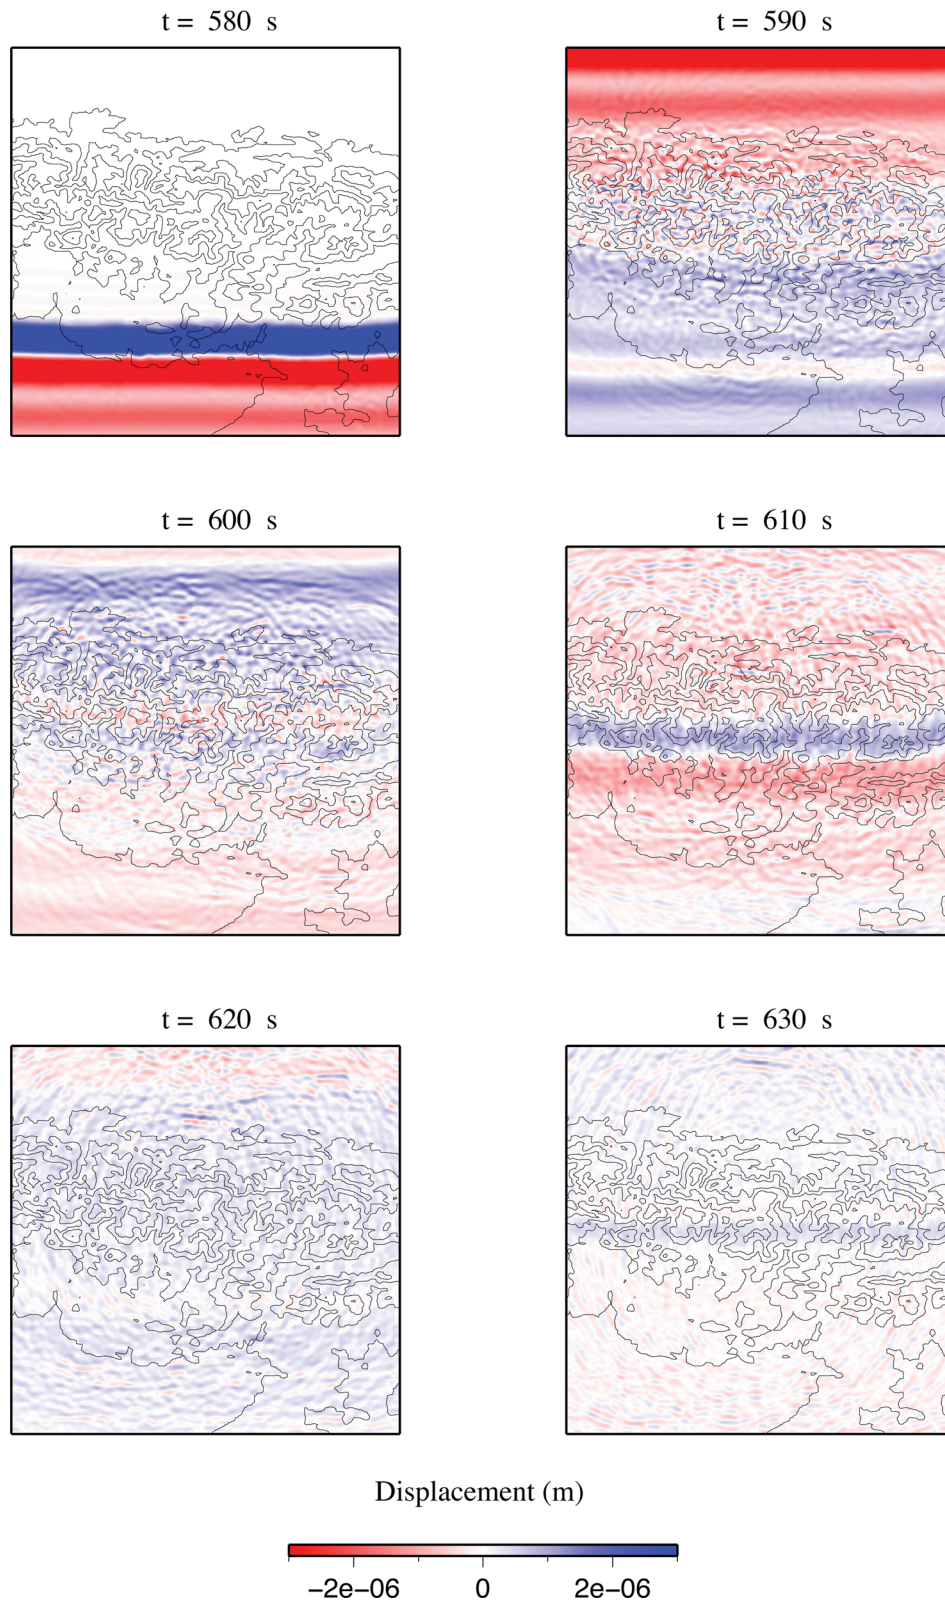 t = 580 s
t = 590 s
t = 600 s
t = 610 s
t = 620 s
t = 630 s
Displacement (m)
−2e−06 0 2e−06